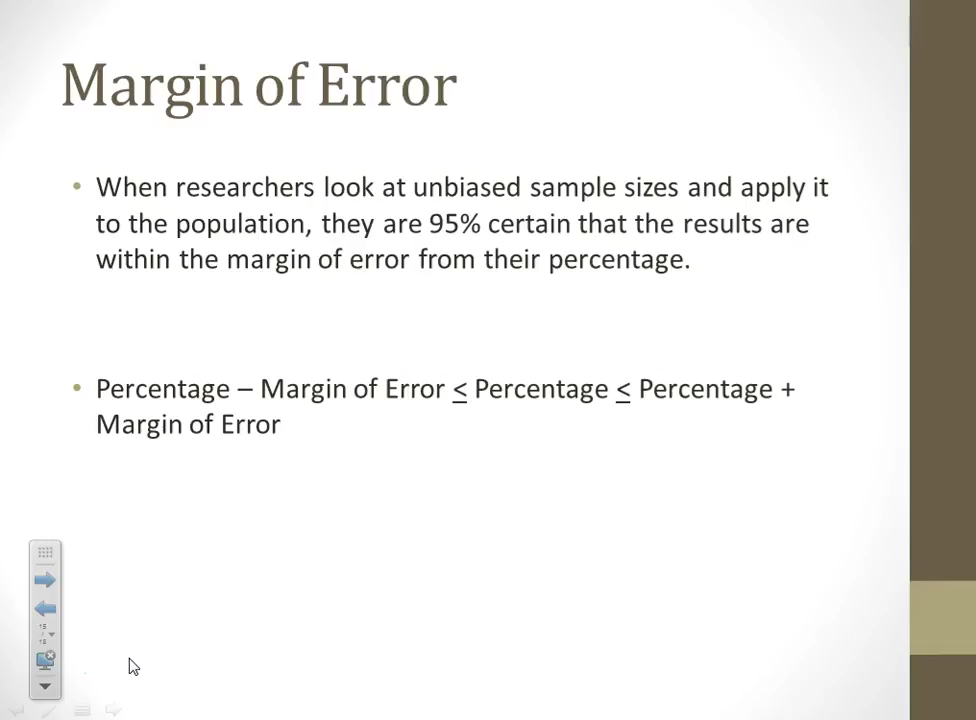 Margin of Error
• When researchers look at unbiased sample sizes and apply it
to the population, they are 95% certain that the results are
within the margin of error from their percentage.
• Percentage – Margin of Error ≤ Percentage ≤ Percentage +
Margin of Error
15
/
15